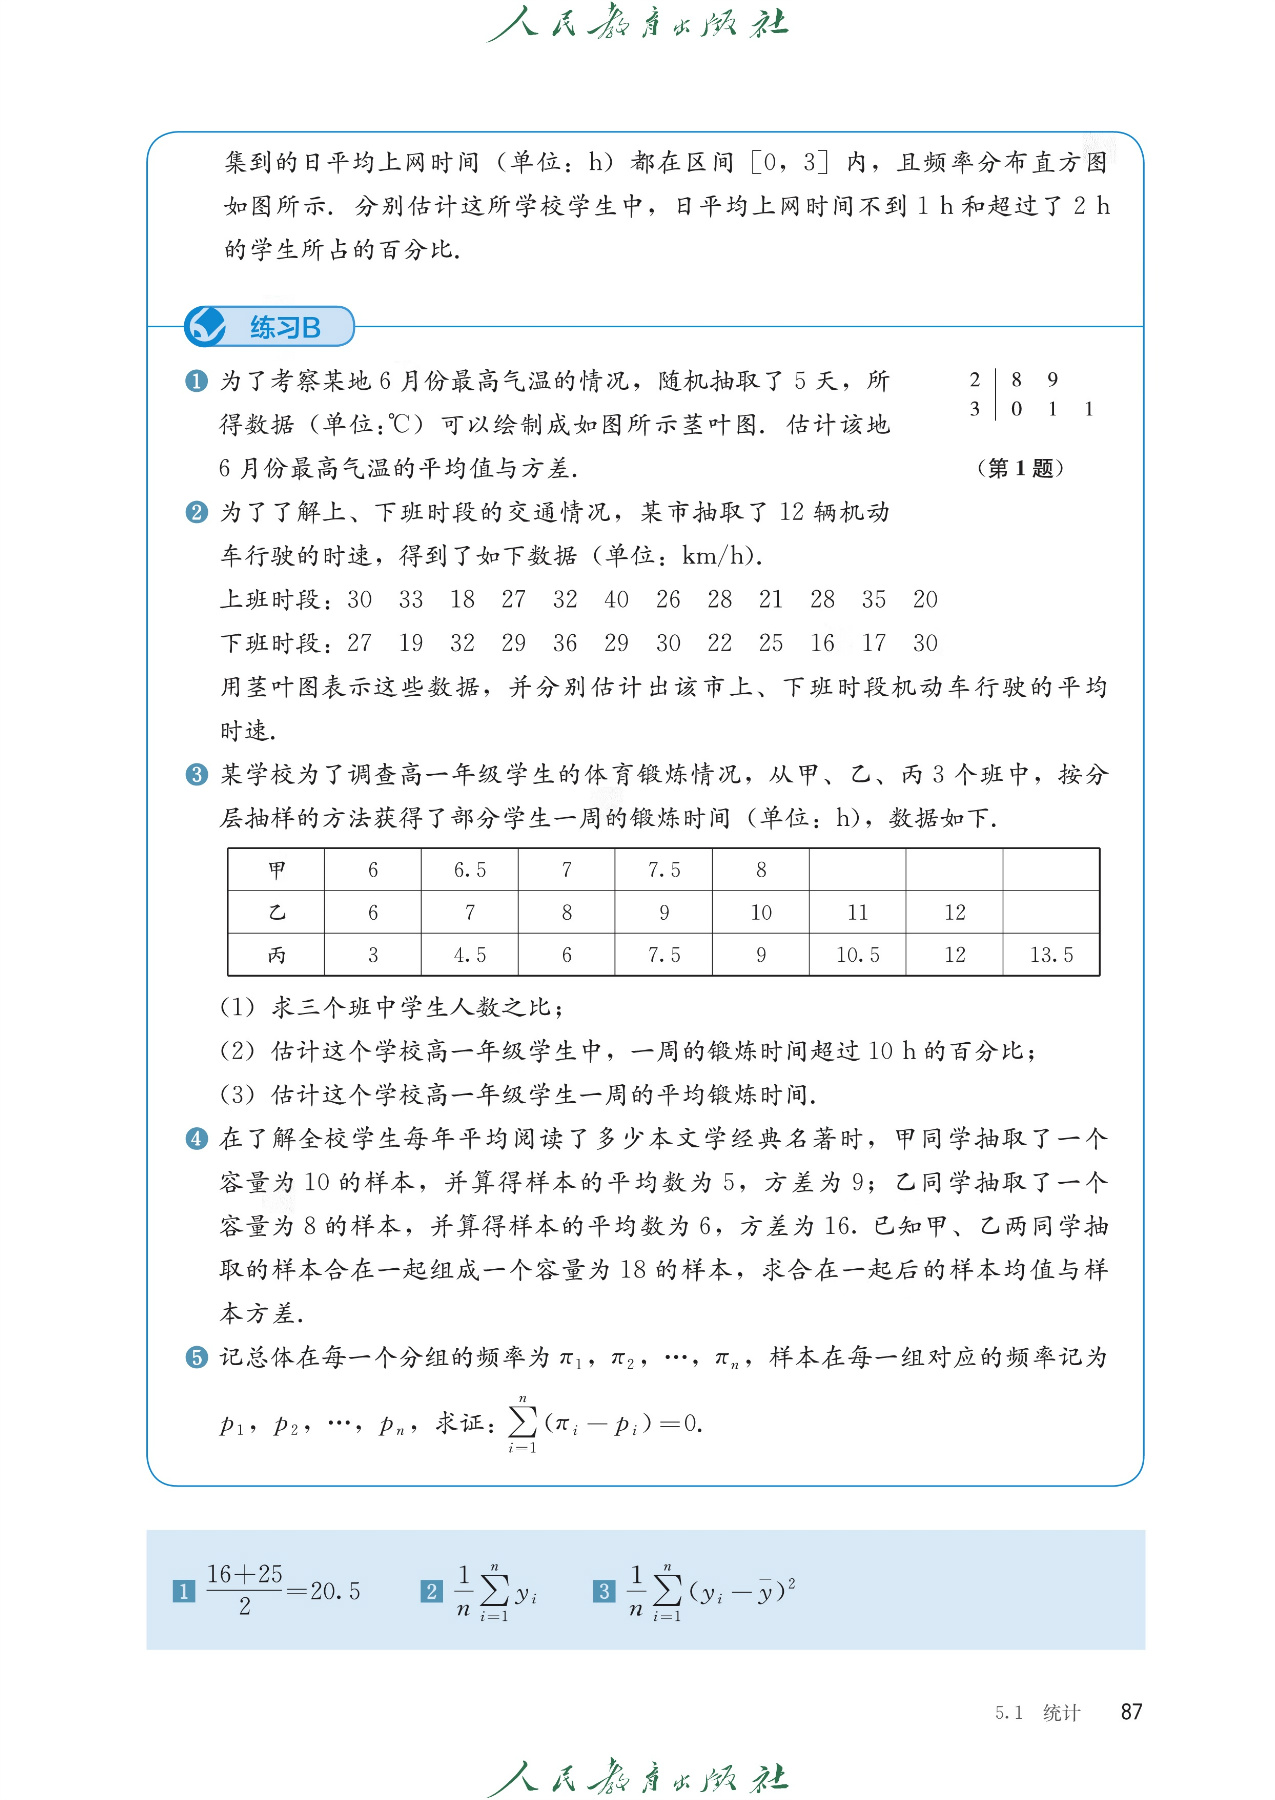 人民教育出版社
集到的日平均上网时间（单位：h）都在区间［0，3］内，且频率分布直方图
如图所示．分别估计这所学校学生中，日平均上网时间不到 1 h 和超过了 2 h
的学生所占的百分比．
练习B
1 为了考察某地 6 月份最高气温的情况，随机抽取了 5 天，所
得数据（单位：℃）可以绘制成如图所示茎叶图．估计该地
6 月份最高气温的平均值与方差．
2 | 8 9
3 | 0 1 1
（第 1 题）
2 为了了解上、下班时段的交通情况，某市抽取了 12 辆机动
车行驶的时速，得到了如下数据（单位：km/h）．
上班时段：30 33 18 27 32 40 26 28 21 28 35 20
下班时段：27 19 32 29 36 29 30 22 25 16 17 30
用茎叶图表示这些数据，并分别估计出该市上、下班时段机动车行驶的平均
时速．
3 某学校为了调查高一年级学生的体育锻炼情况，从甲、乙、丙 3 个班中，按分
层抽样的方法获得了部分学生一周的锻炼时间（单位：h），数据如下．
甲 6 6.5 7 7.5 8
乙 6 7 8 9 10 11 12
丙 3 4.5 6 7.5 9 10.5 12 13.5
（1）求三个班中学生人数之比；
（2）估计这个学校高一年级学生中，一周的锻炼时间超过 10 h 的百分比；
（3）估计这个学校高一年级学生一周的平均锻炼时间．
4 在了解全校学生每年平均阅读了多少本文学经典名著时，甲同学抽取了一个
容量为 10 的样本，并算得样本的平均数为 5，方差为 9；乙同学抽取了一个
容量为 8 的样本，并算得样本的平均数为 6，方差为 16．已知甲、乙两同学抽
取的样本合在一起组成一个容量为 18 的样本，求合在一起后的样本均值与样
本方差．
5 记总体在每一个分组的频率为 π₁，π₂，…，πₙ，样本在每一组对应的频率记为
p₁，p₂，…，pₙ，求证：∑_{i=1}^{n}(πᵢ－pᵢ)＝0．
1 (16＋25)/2＝20.5 2 1/n ∑_{i=1}^{n} yᵢ 3 1/n ∑_{i=1}^{n}(yᵢ－ȳ)²
5.1 统计 87
人民教育出版社